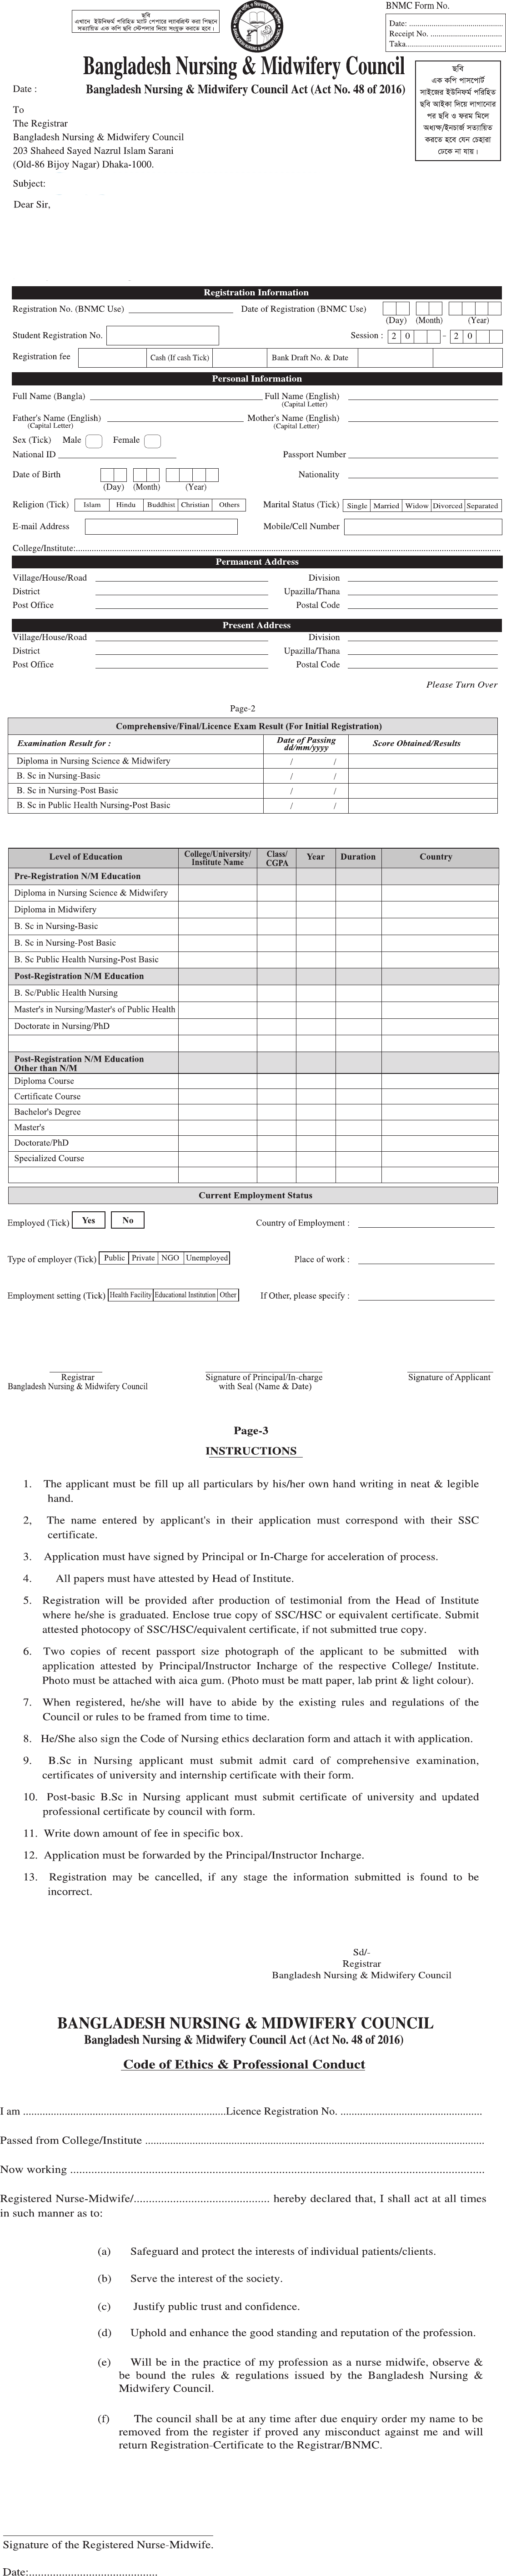 ছবি
এখানে ইউনিফর্ম পরিহিত ম্যাট পেপারে ল্যাবপ্রিন্ট করা পিছনে
সত্যায়িত এক কপি ছবি স্টেপলার দিয়ে সংযুক্ত করতে হবে।
BNMC Form No.
Date: ............................................
Receipt No. ..................................
Taka..............................................
Bangladesh Nursing & Midwifery Council
Date :
Bangladesh Nursing & Midwifery Council Act (Act No. 48 of 2016)
ছবি
এক কপি পাসপোর্ট
সাইজের ইউনিফর্ম পরিহিত
ছবি আইকা দিয়ে লাগানোর
পর ছবি ও ফরম মিলে
অধ্যক্ষ/ইনচার্জ সত্যায়িত
করতে হবে যেন চেহারা
ঢেকে না যায়।
To
The Registrar
Bangladesh Nursing & Midwifery Council
203 Shaheed Sayed Nazrul Islam Sarani
(Old-86 Bijoy Nagar) Dhaka-1000.
Subject:
Dear Sir,
Registration Information
Registration No. (BNMC Use) Date of Registration (BNMC Use)
(Day) (Month) (Year)
Student Registration No. Session : 2 0 - 2 0
Registration fee Cash (If cash Tick) Bank Draft No. & Date
Personal Information
Full Name (Bangla) Full Name (English)
(Capital Letter)
Father's Name (English) Mother's Name (English)
(Capital Letter) (Capital Letter)
Sex (Tick) Male Female
National ID Passport Number
Date of Birth Nationality
(Day) (Month) (Year)
Religion (Tick) Islam Hindu Buddhist Christian Others Marital Status (Tick) Single Married Widow Divorced Separated
E-mail Address Mobile/Cell Number
College/Institute:..............................................................................
Permanent Address
Village/House/Road Division
District Upazilla/Thana
Post Office Postal Code
Present Address
Village/House/Road Division
District Upazilla/Thana
Post Office Postal Code
Please Turn Over
Page-2
Comprehensive/Final/Licence Exam Result (For Initial Registration)
Examination Result for : Date of Passing dd/mm/yyyy Score Obtained/Results
Diploma in Nursing Science & Midwifery / /
B. Sc in Nursing-Basic / /
B. Sc in Nursing-Post Basic / /
B. Sc in Public Health Nursing-Post Basic / /
Level of Education College/University/ Institute Name Class/ CGPA Year Duration Country
Pre-Registration N/M Education
Diploma in Nursing Science & Midwifery
Diploma in Midwifery
B. Sc in Nursing-Basic
B. Sc in Nursing-Post Basic
B. Sc Public Health Nursing-Post Basic
Post-Registration N/M Education
B. Sc/Public Health Nursing
Master's in Nursing/Master's of Public Health
Doctorate in Nursing/PhD
Post-Registration N/M Education
Other than N/M
Diploma Course
Certificate Course
Bachelor's Degree
Master's
Doctorate/PhD
Specialized Course
Current Employment Status
Employed (Tick) Yes No Country of Employment :
Type of employer (Tick) Public Private NGO Unemployed Place of work :
Employment setting (Tick) Health Facility Educational Institution Other If Other, please specify :
Registrar Signature of Principal/In-charge Signature of Applicant
Bangladesh Nursing & Midwifery Council with Seal (Name & Date)
Page-3
INSTRUCTIONS
1. The applicant must be fill up all particulars by his/her own hand writing in neat & legible
hand.
2, The name entered by applicant's in their application must correspond with their SSC
certificate.
3. Application must have signed by Principal or In-Charge for acceleration of process.
4. All papers must have attested by Head of Institute.
5. Registration will be provided after production of testimonial from the Head of Institute
where he/she is graduated. Enclose true copy of SSC/HSC or equivalent certificate. Submit
attested photocopy of SSC/HSC/equivalent certificate, if not submitted true copy.
6. Two copies of recent passport size photograph of the applicant to be submitted with
application attested by Principal/Instructor Incharge of the respective College/ Institute.
Photo must be attached with aica gum. (Photo must be matt paper, lab print & light colour).
7. When registered, he/she will have to abide by the existing rules and regulations of the
Council or rules to be framed from time to time.
8. He/She also sign the Code of Nursing ethics declaration form and attach it with application.
9. B.Sc in Nursing applicant must submit admit card of comprehensive examination,
certificates of university and internship certificate with their form.
10. Post-basic B.Sc in Nursing applicant must submit certificate of university and updated
professional certificate by council with form.
11. Write down amount of fee in specific box.
12. Application must be forwarded by the Principal/Instructor Incharge.
13. Registration may be cancelled, if any stage the information submitted is found to be
incorrect.
Sd/-
Registrar
Bangladesh Nursing & Midwifery Council
BANGLADESH NURSING & MIDWIFERY COUNCIL
Bangladesh Nursing & Midwifery Council Act (Act No. 48 of 2016)
Code of Ethics & Professional Conduct
I am ........................................................................Licence Registration No. ..................................................
Passed from College/Institute ........................................................................................................................
Now working ..................................................................................................................................................
Registered Nurse-Midwife/............................................. hereby declared that, I shall act at all times
in such manner as to:
(a) Safeguard and protect the interests of individual patients/clients.
(b) Serve the interest of the society.
(c) Justify public trust and confidence.
(d) Uphold and enhance the good standing and reputation of the profession.
(e) Will be in the practice of my profession as a nurse midwife, observe &
be bound the rules & regulations issued by the Bangladesh Nursing &
Midwifery Council.
(f) The council shall be at any time after due enquiry order my name to be
removed from the register if proved any misconduct against me and will
return Registration-Certificate to the Registrar/BNMC.
Signature of the Registered Nurse-Midwife.
Date:...........................................